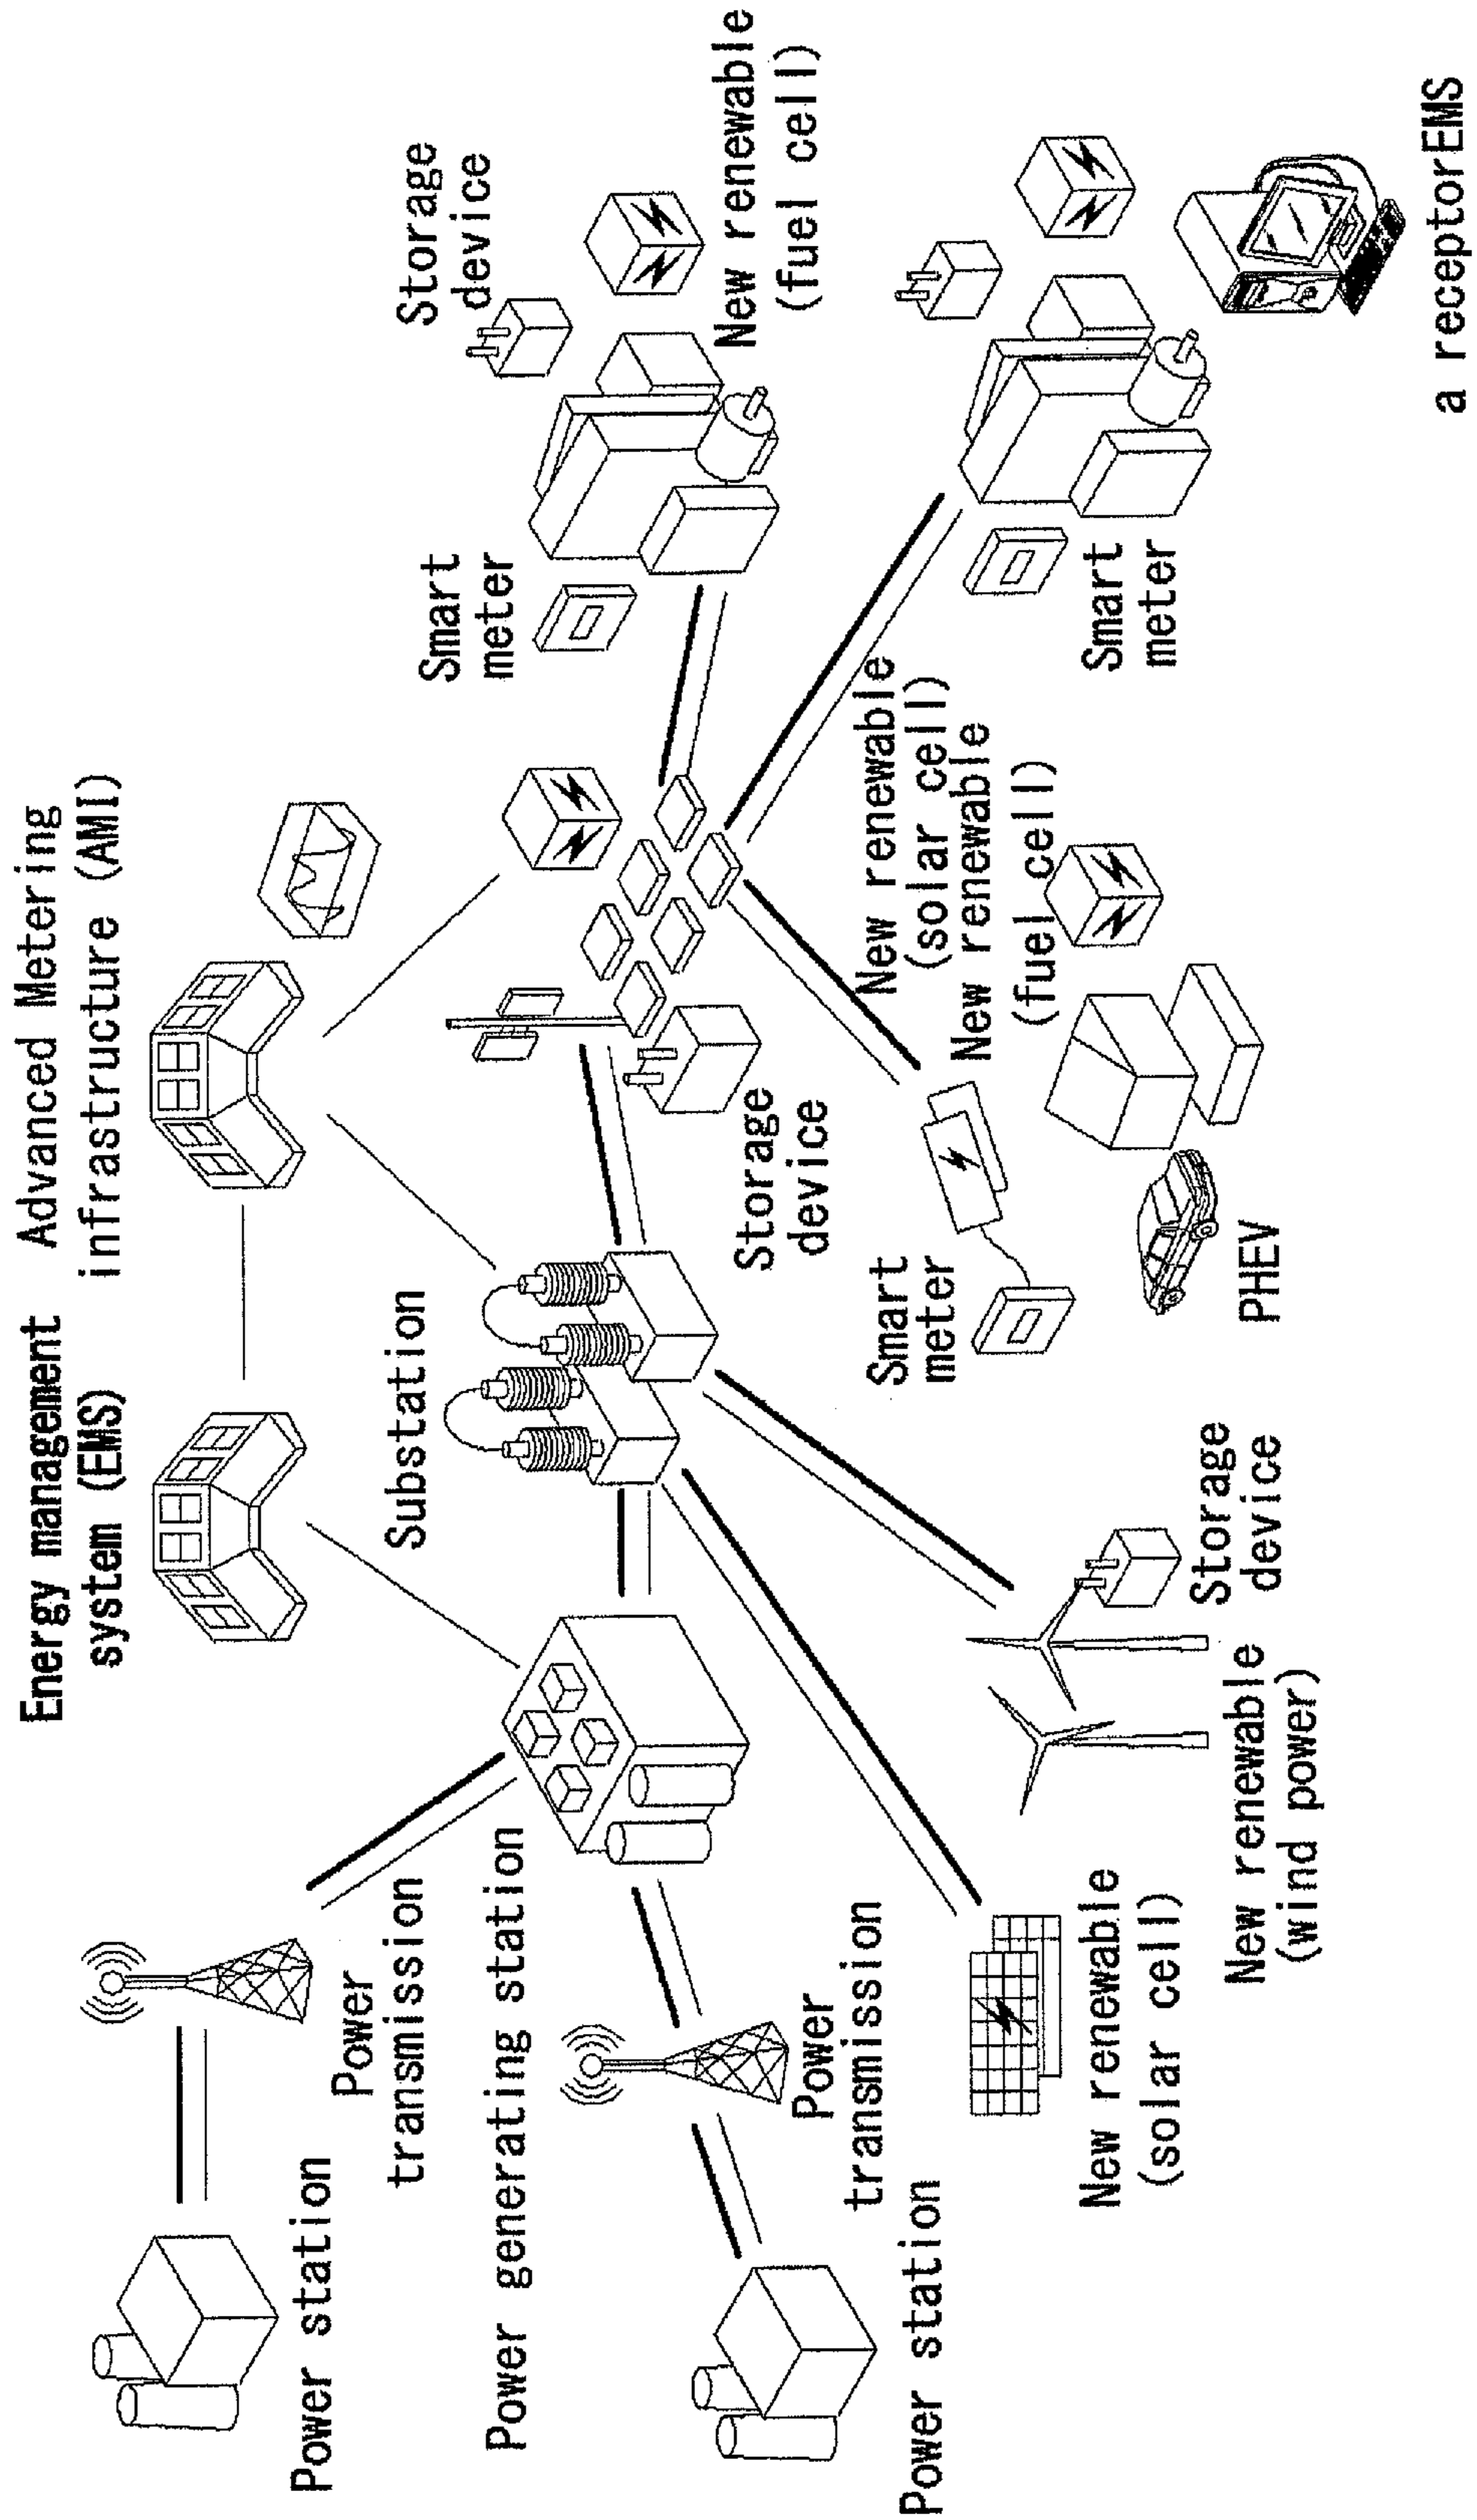 Energy management
system (EMS)
Advanced Metering
infrastructure (AMI)
Power station
Power
transmission
Substation
Smart
meter
Storage
device
New renewable
(fuel cell)
Power generating station
Power
transmission
Storage
device
Power station
New renewable
(solar cell)
New renewable
(wind power)
Storage
device
Smart
meter
PHEV
New renewable
(solar cell)
New renewable
(fuel cell)
Smart
meter
a receptorEMS